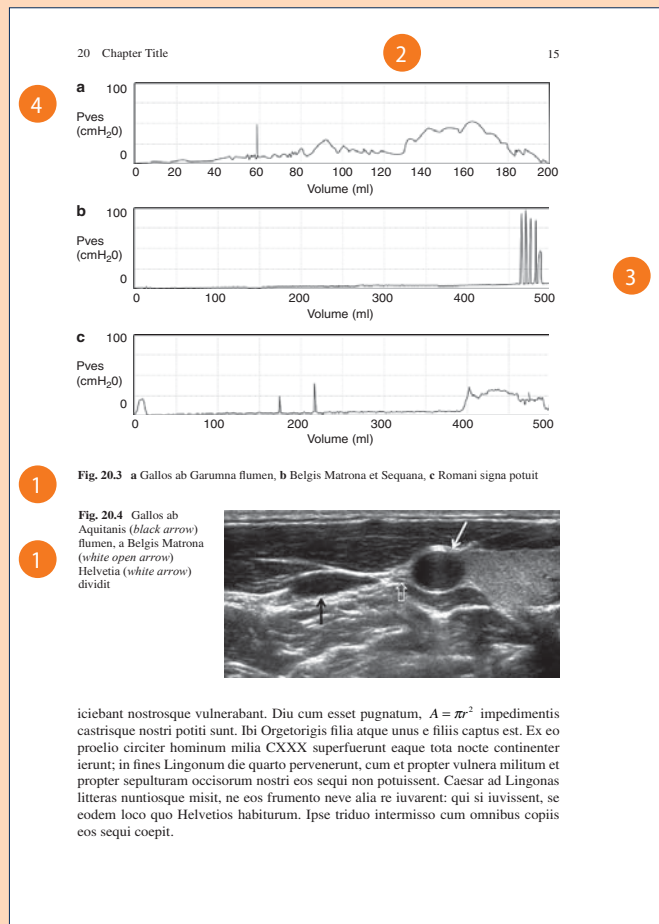 20 Chapter Title 15
2
4
a 100
Pves
(cmH20)
0
0 20 40 60 80 100 120 140 160 180 200
Volume (ml)
b 100
Pves
(cmH20)
0
0 100 200 300 400 500
Volume (ml)
3
c 100
Pves
(cmH20)
0
0 100 200 300 400 500
Volume (ml)
1
Fig. 20.3 a Gallos ab Garumna flumen, b Belgis Matrona et Sequana, c Romani signa potuit
1
Fig. 20.4 Gallos ab
Aquitanis (black arrow)
flumen, a Belgis Matrona
(white open arrow)
Helvetia (white arrow)
dividit
iciebant nostrosque vulnerabant. Diu cum esset pugnatum, A = πr² impedimentis
castrisque nostri potiti sunt. Ibi Orgetorigis filia atque unus e filiis captus est. Ex eo
proelio circiter hominum milia CXXX superfuerunt eaque tota nocte continenter
ierunt; in fines Lingonum die quarto pervenerunt, cum et propter vulnera militum et
propter sepulturam occisorum nostri eos sequi non potuissent. Caesar ad Lingonas
litteras nuntiosque misit, ne eos frumento neve alia re iuvarent: qui si iuvissent, se
eodem loco quo Helvetios habiturum. Ipse triduo intermisso cum omnibus copiis
eos sequi coepit.